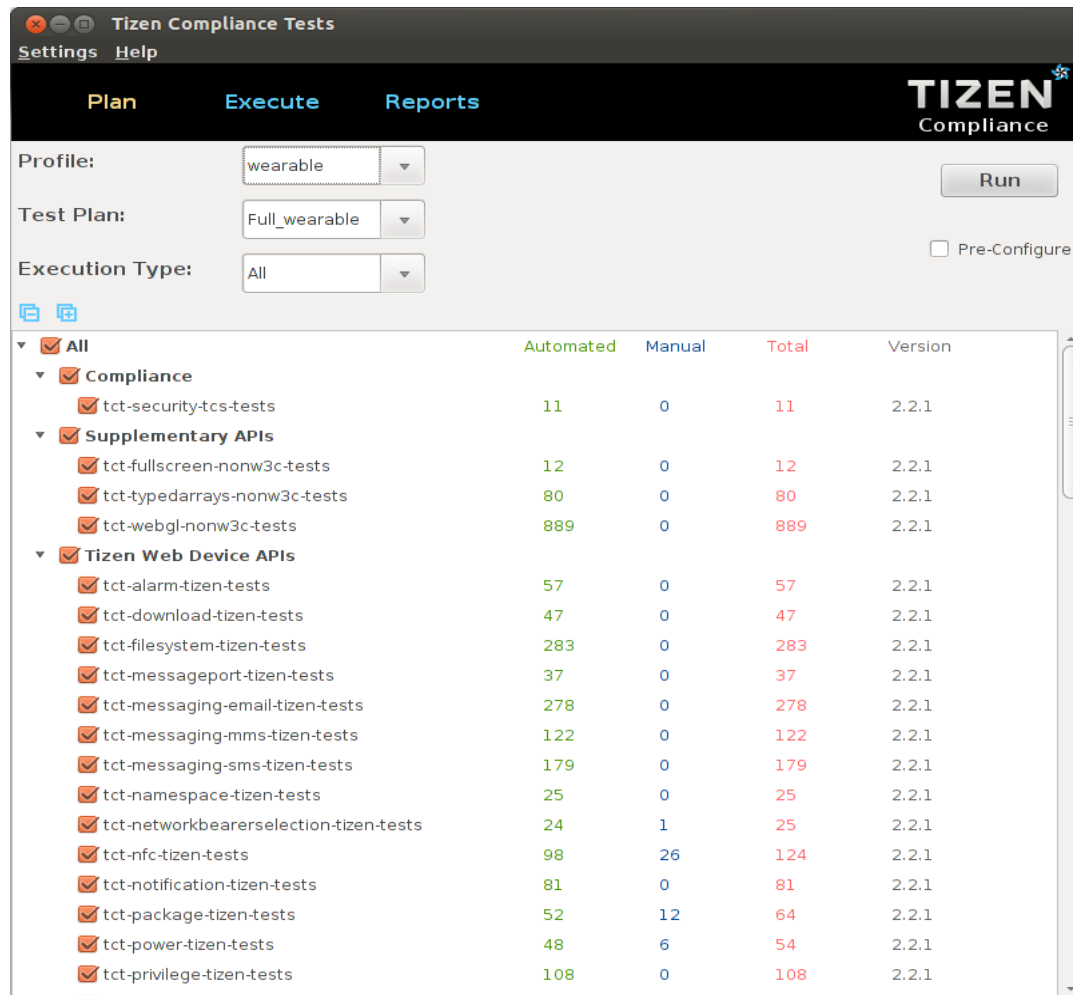 Tizen Compliance Tests
Settings Help
Plan Execute Reports
TIZEN
Compliance
Profile: wearable
Run
Test Plan: Full_wearable
Pre-Configure
Execution Type: All
All Automated Manual Total Version
Compliance
tct-security-tcs-tests 11 0 11 2.2.1
Supplementary APIs
tct-fullscreen-nonw3c-tests 12 0 12 2.2.1
tct-typedarrays-nonw3c-tests 80 0 80 2.2.1
tct-webgl-nonw3c-tests 889 0 889 2.2.1
Tizen Web Device APIs
tct-alarm-tizen-tests 57 0 57 2.2.1
tct-download-tizen-tests 47 0 47 2.2.1
tct-filesystem-tizen-tests 283 0 283 2.2.1
tct-messageport-tizen-tests 37 0 37 2.2.1
tct-messaging-email-tizen-tests 278 0 278 2.2.1
tct-messaging-mms-tizen-tests 122 0 122 2.2.1
tct-messaging-sms-tizen-tests 179 0 179 2.2.1
tct-namespace-tizen-tests 25 0 25 2.2.1
tct-networkbearerselection-tizen-tests 24 1 25 2.2.1
tct-nfc-tizen-tests 98 26 124 2.2.1
tct-notification-tizen-tests 81 0 81 2.2.1
tct-package-tizen-tests 52 12 64 2.2.1
tct-power-tizen-tests 48 6 54 2.2.1
tct-privilege-tizen-tests 108 0 108 2.2.1